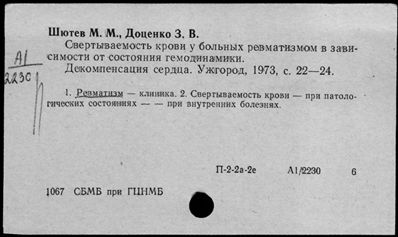 Шютев М. М., Доценко З. В.
Свертываемость крови у больных ревматизмом в зави-
симости от состояния гемодинамики.
Декомпенсация сердца. Ужгород, 1973, с. 22—24.
А1
2230
1. Ревматизм — клиника. 2. Свертываемость крови — при патоло-
гических состояниях — — при внутренних болезнях.
П-2-2а-2е А1/2230 6
1067 СБМБ при ГЦНМБ